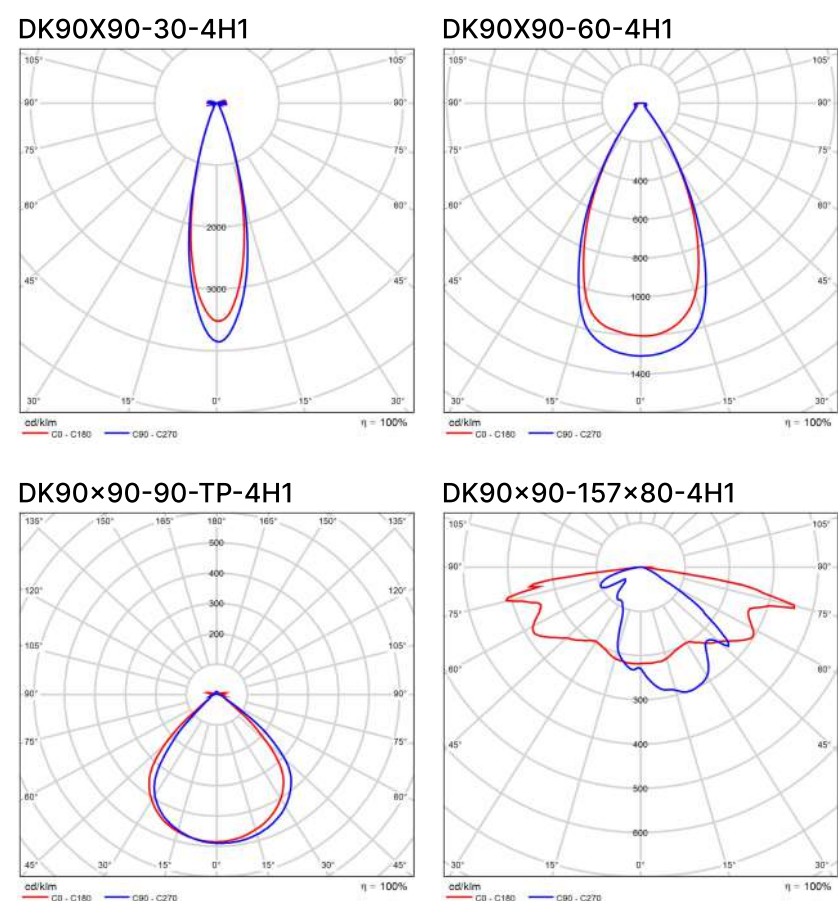 DK90X90-30-4H1
105° 105°
90° 90°
75° 75°
60° 60°
2000
45° 45°
3000
30° 15° 0° 15° 30°
cd/klm η = 100%
C0 - C180 C90 - C270
DK90X90-60-4H1
105° 105°
90° 90°
75° 75°
400
60° 60°
600
800
45° 45°
1000
1400
30° 15° 0° 15° 30°
cd/klm η = 100%
C0 - C180 C90 - C270
DK90×90-90-TP-4H1
135° 150° 165° 180° 165° 150° 135°
500
400
120° 120°
300
200
105° 105°
90° 90°
75° 75°
60° 60°
45° 30° 15° 0° 15° 30° 45°
cd/klm η = 100%
C0 - C180 C90 - C270
DK90×90-157×80-4H1
105° 105°
90° 90°
75° 75°
60° 60°
300
45° 45°
400
500
600
30° 15° 0° 15° 30°
cd/klm η = 100%
C0 - C180 C90 - C270